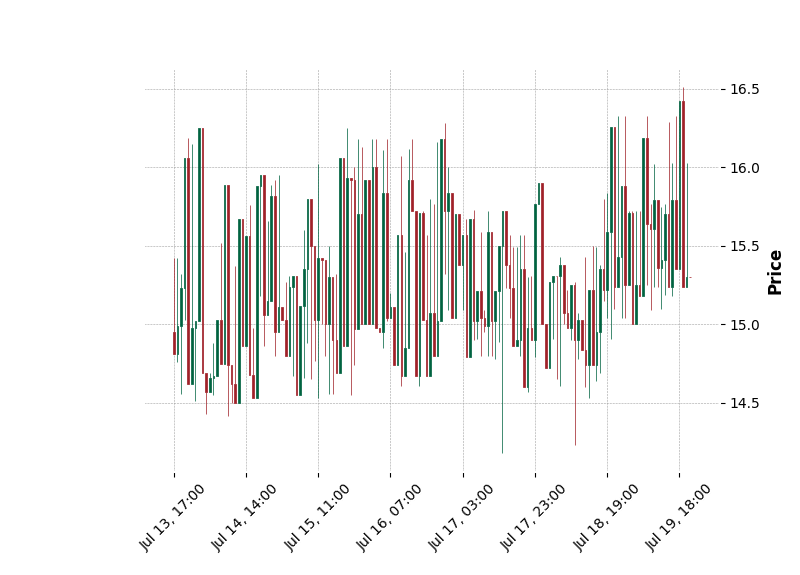 16.5
16.0
15.5
15.0
14.5
Price
Jul 13, 17:00
Jul 14, 14:00
Jul 15, 11:00
Jul 16, 07:00
Jul 17, 03:00
Jul 17, 23:00
Jul 18, 19:00
Jul 19, 18:00